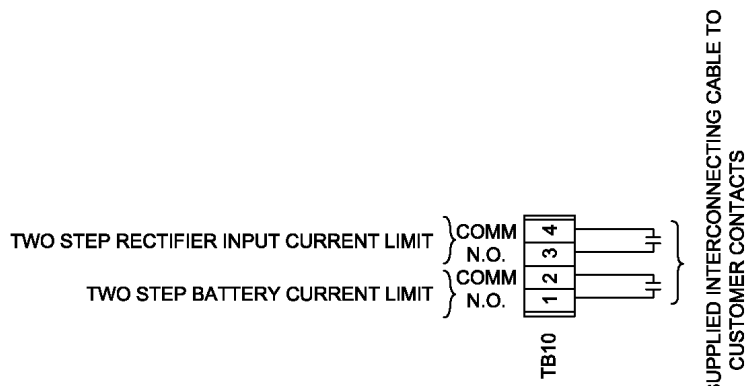 TWO STEP RECTIFIER INPUT CURRENT LIMIT
COMM 4
N.O. 3
TWO STEP BATTERY CURRENT LIMIT
COMM 2
N.O. 1
TB10
SUPPLIED INTERCONNECTING CABLE TO
CUSTOMER CONTACTS